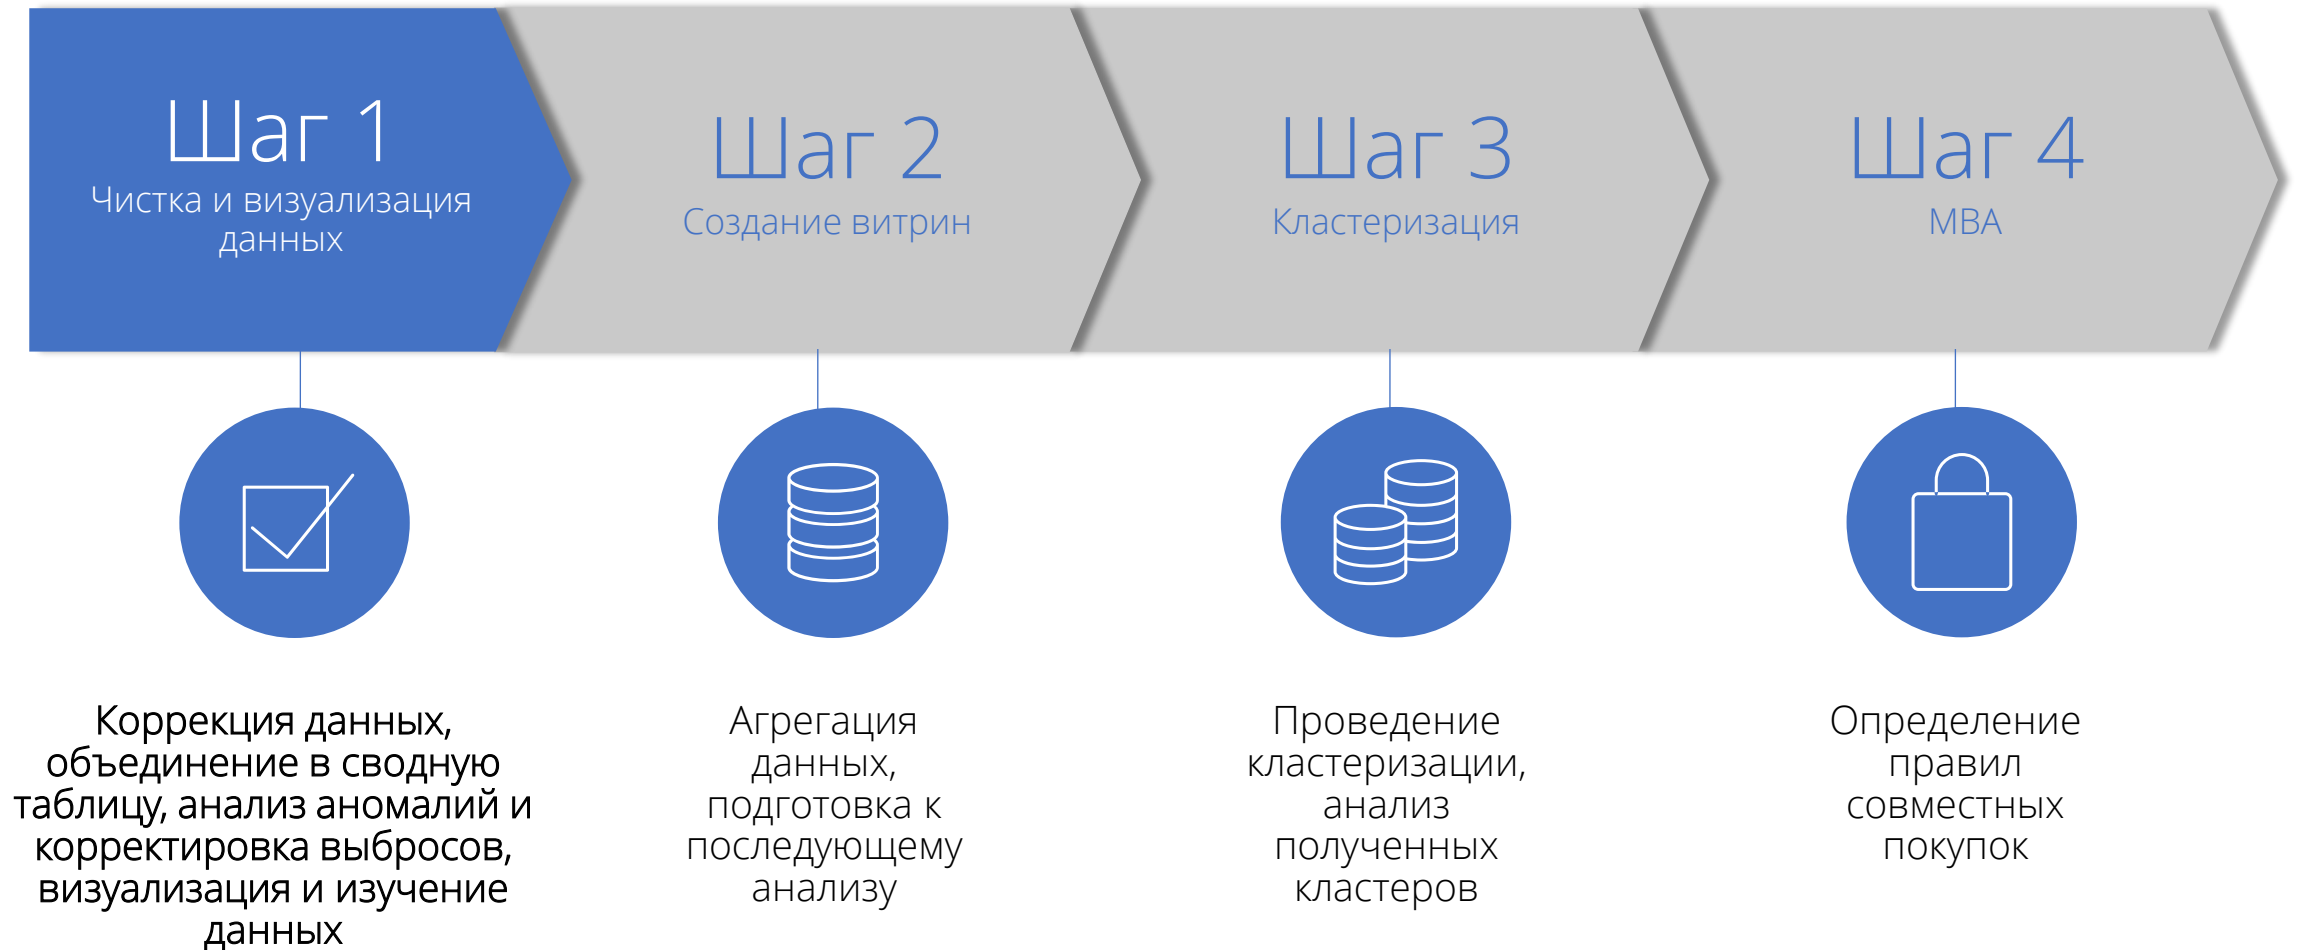 Шаг 1
Чистка и визуализация
данных
Шаг 2
Создание витрин
Шаг 3
Кластеризация
Шаг 4
MBA
Коррекция данных,
объединение в сводную
таблицу, анализ аномалий и
корректировка выбросов,
визуализация и изучение
данных
Агрегация
данных,
подготовка к
последующему
анализу
Проведение
кластеризации,
анализ
полученных
кластеров
Определение
правил
совместных
покупок